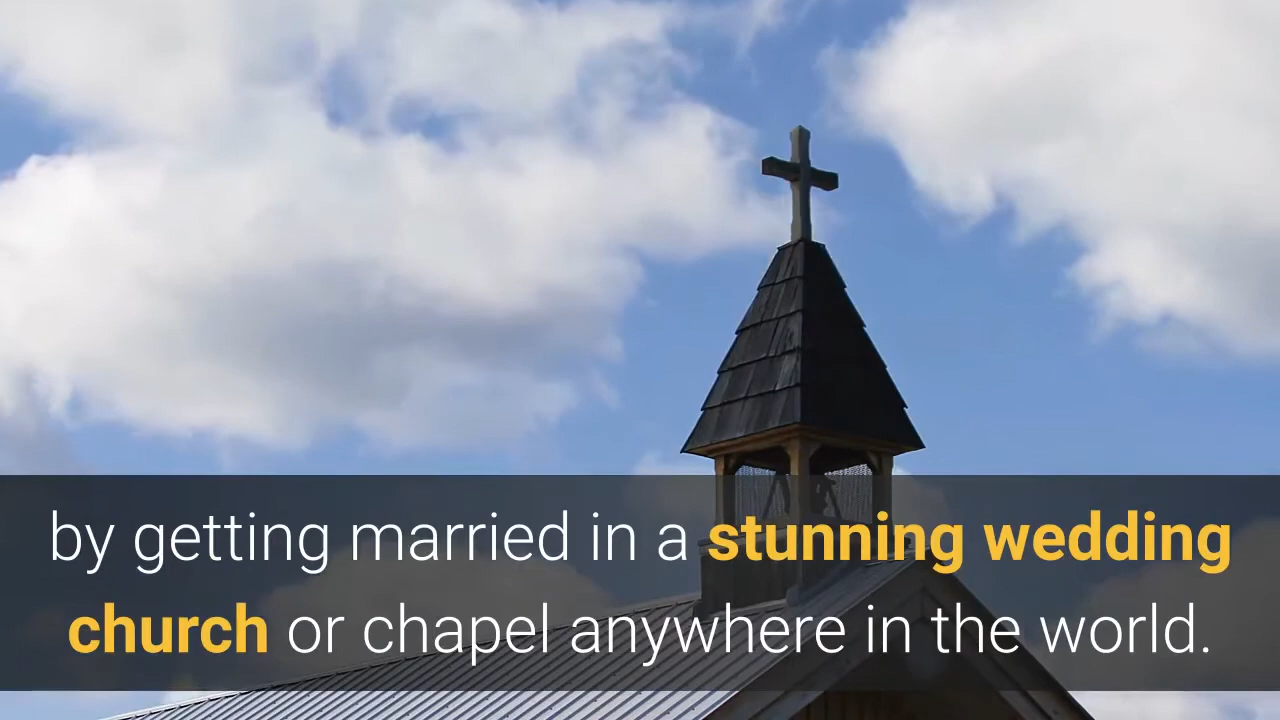 by getting married in a stunning wedding
church or chapel anywhere in the world.